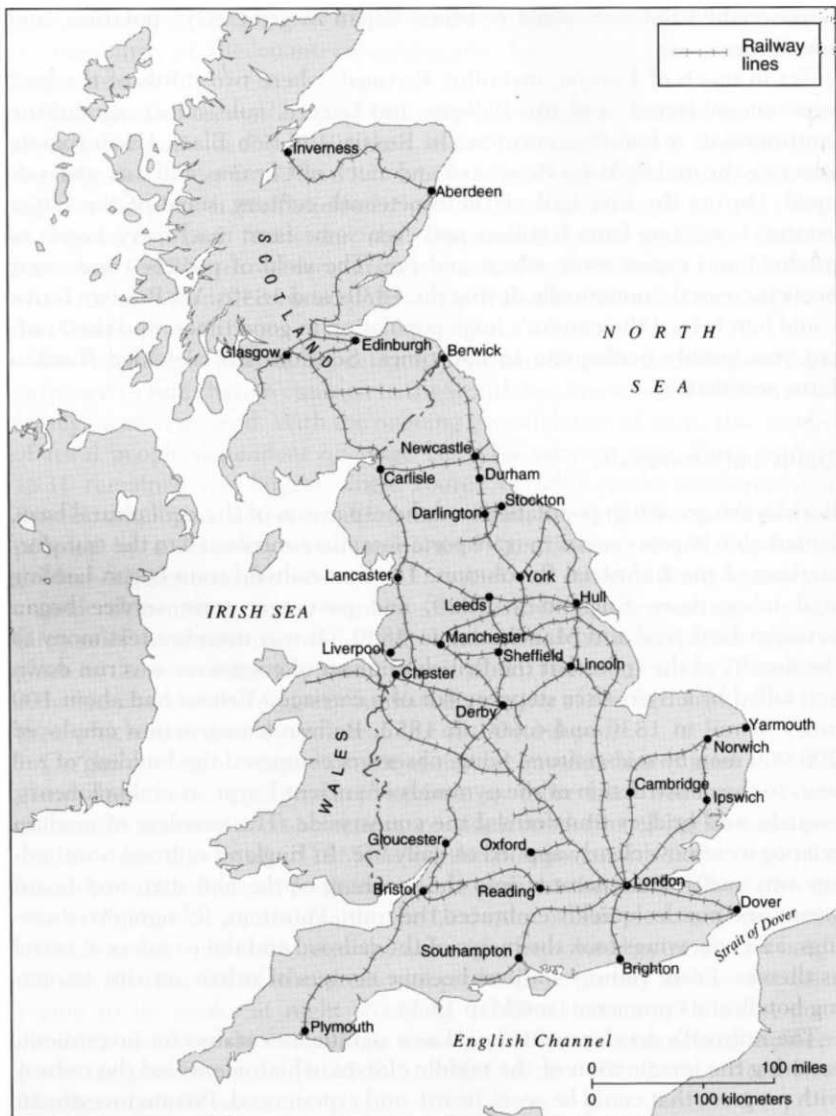 Railway
lines
Inverness
Aberdeen
SCOTLAND
NORTH
SEA
Glasgow
Edinburgh
Berwick
Newcastle
Carlisle
Durham
Stockton
Darlington
Lancaster
York
IRISH SEA
Leeds
Hull
Manchester
Liverpool
Sheffield
Chester
Lincoln
Derby
WALES
Yarmouth
Norwich
Cambridge
Ipswich
Gloucester
Oxford
Bristol
Reading
London
Dover
Strait of Dover
Southampton
Brighton
Plymouth
English Channel
0 100 miles
0 100 kilometers